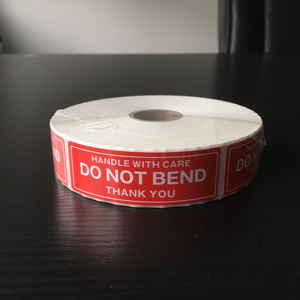 HANDLE WITH CARE
DO NOT BEND
THANK YOU